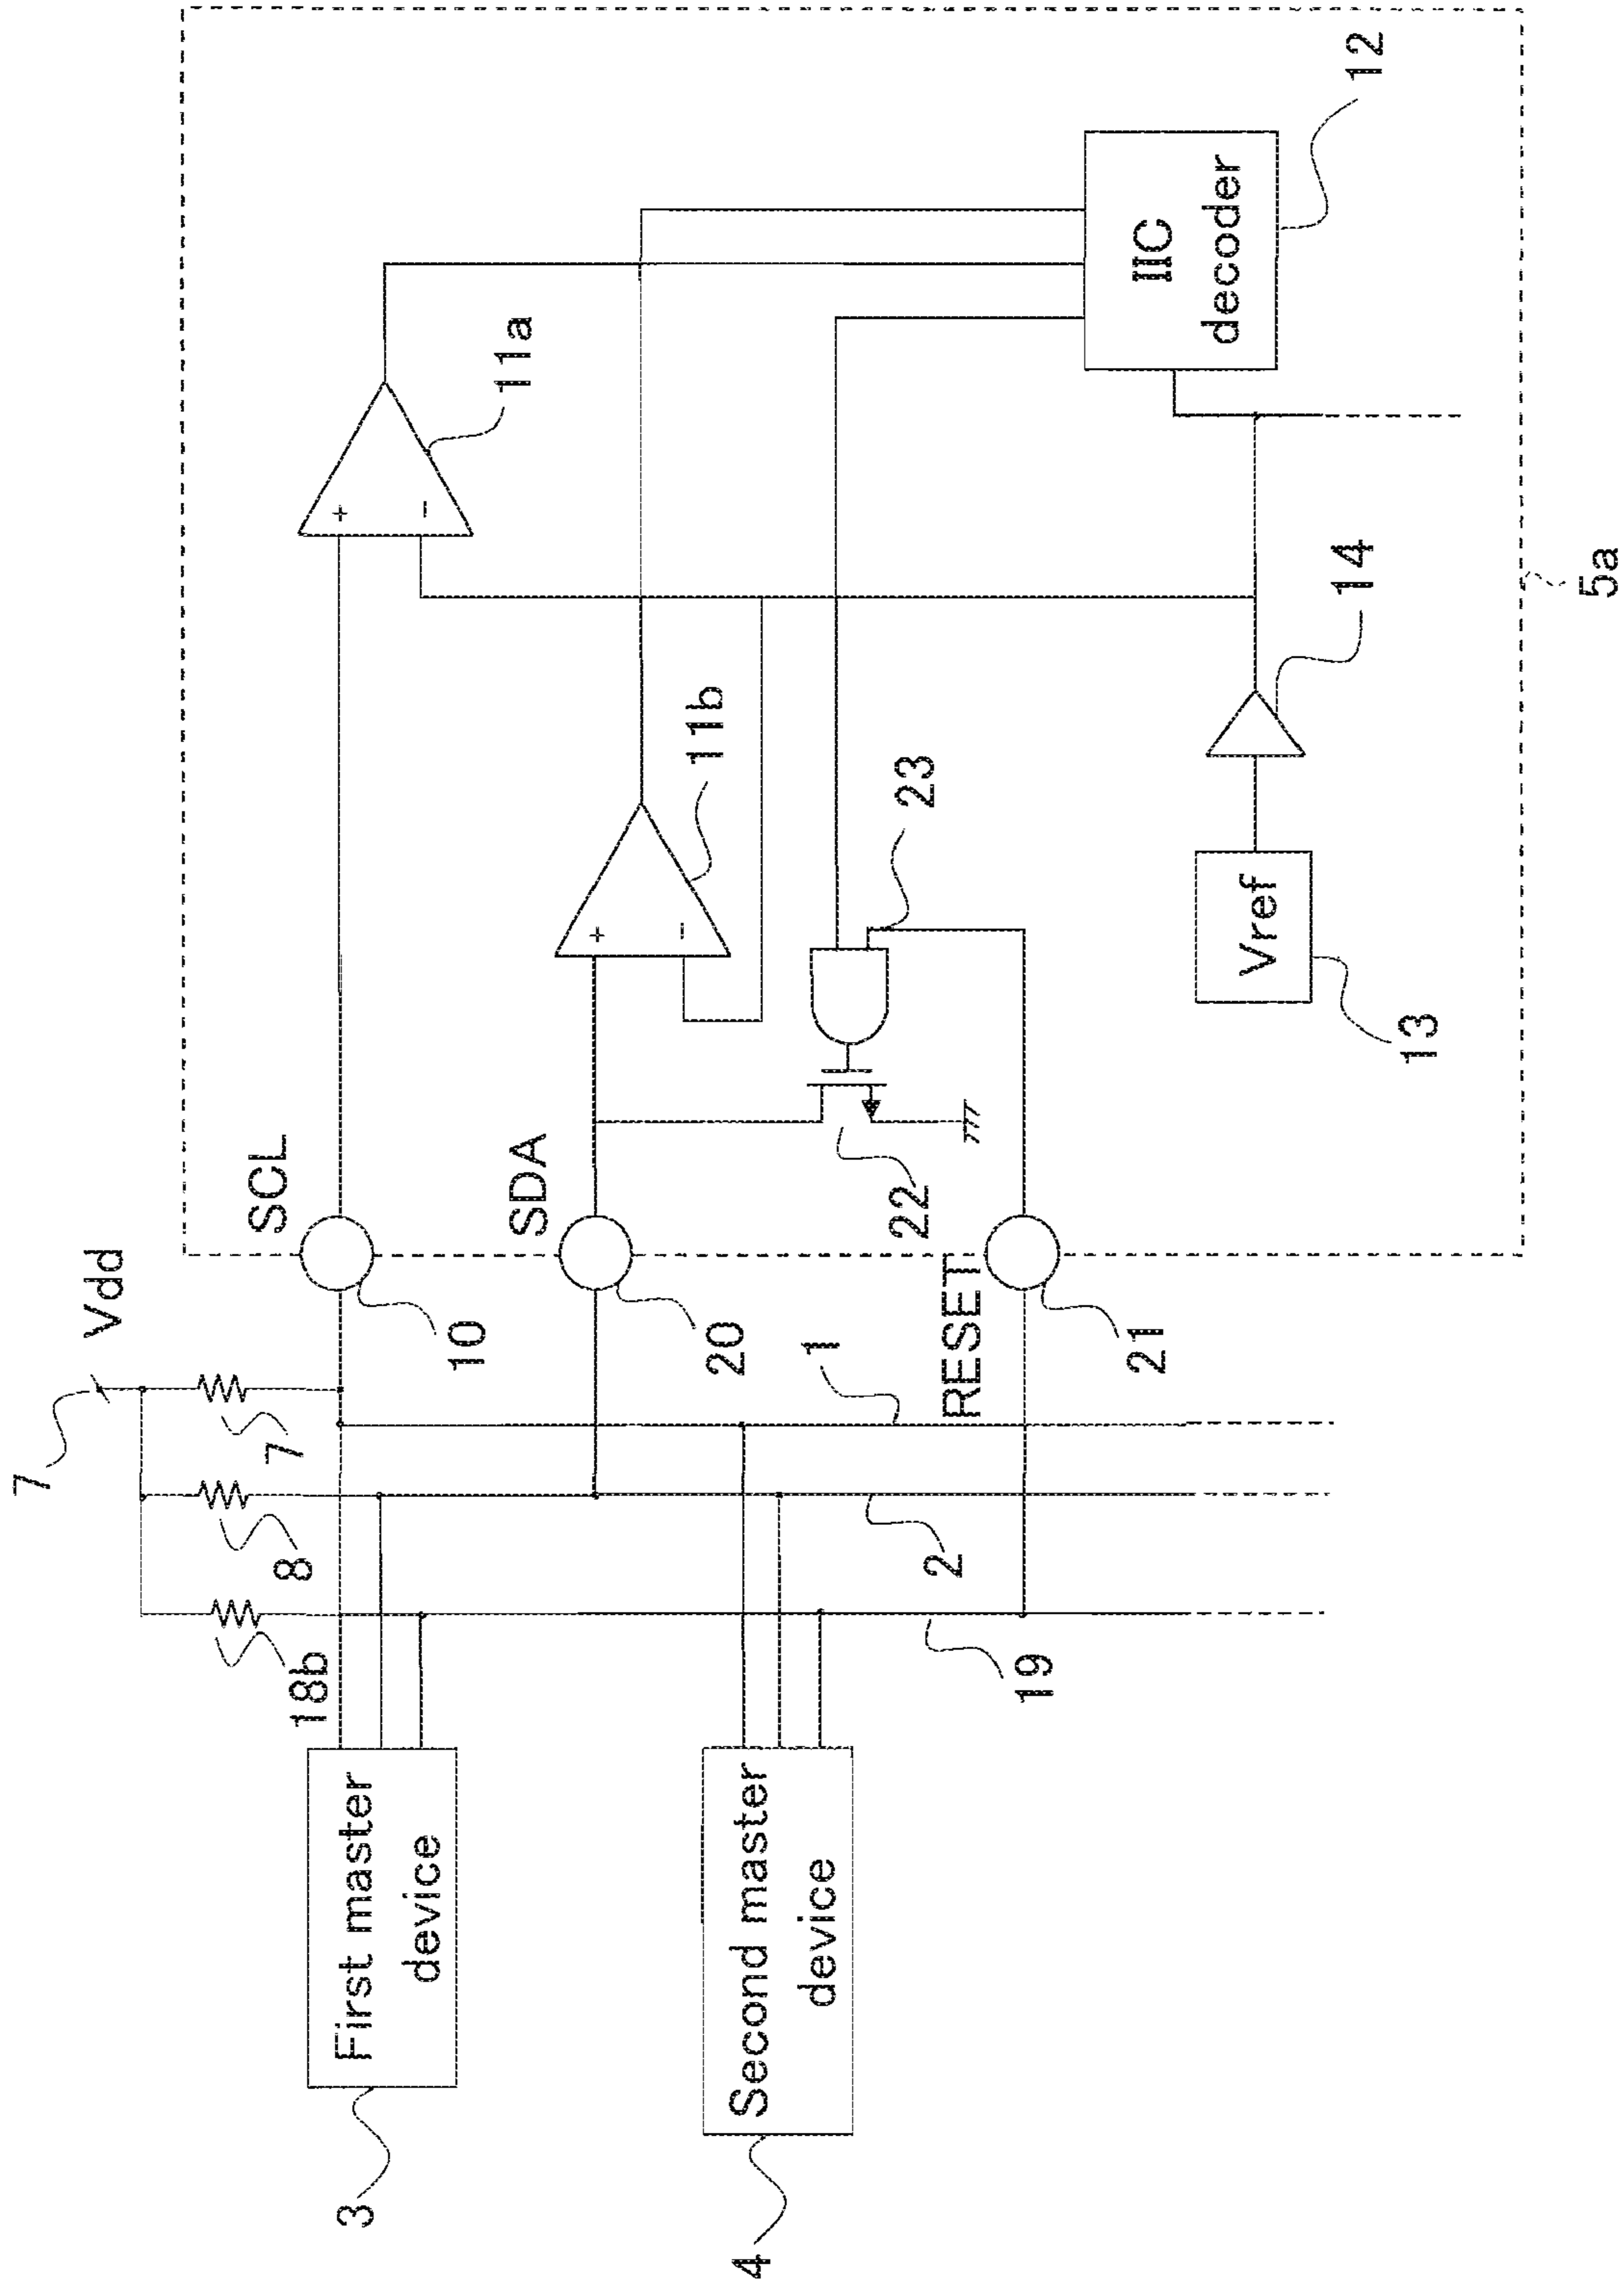 7
Vdd
7
8
18b
SCL
10
SDA
20
RESET
21
1
2
19
First master
device
3
Second master
device
4
11a
11b
22
23
Vref
13
14
IIC
decoder
12
5a
+
−
+
−